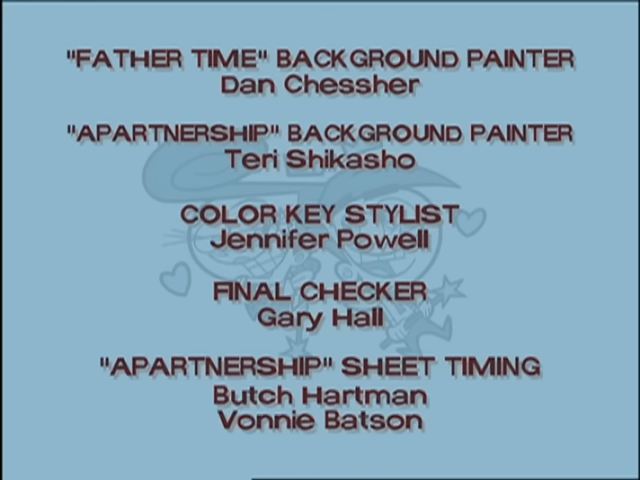 "FATHER TIME" BACKGROUND PAINTER
Dan Chessher
"APARTNERSHIP" BACKGROUND PAINTER
Teri Shikasho
COLOR KEY STYLIST
Jennifer Powell
FINAL CHECKER
Gary Hall
"APARTNERSHIP" SHEET TIMING
Butch Hartman
Vonnie Batson